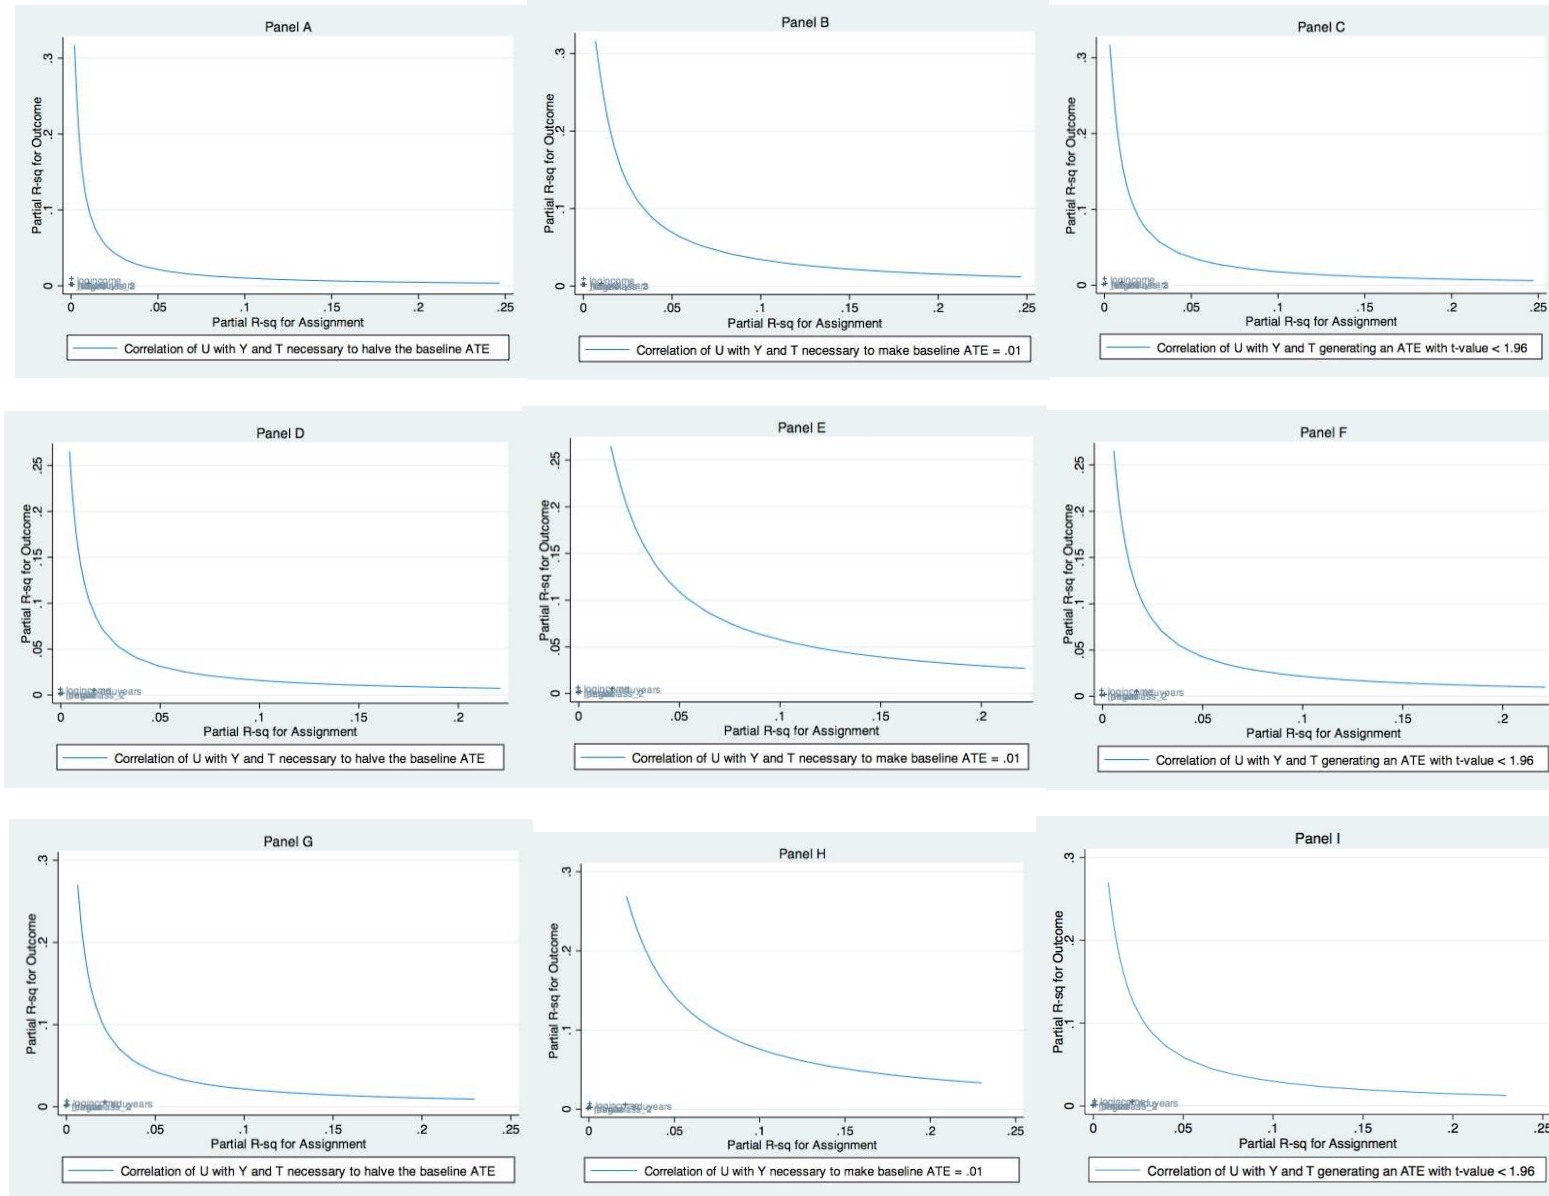 Panel A
Partial R-sq for Outcome
.3
.2
.1
0
logincome
0
.05
.1
.15
.2
.25
Partial R-sq for Assignment
Correlation of U with Y and T necessary to halve the baseline ATE
Panel B
Partial R-sq for Outcome
.3
.2
.1
0
logincome
0
.05
.1
.15
.2
.25
Partial R-sq for Assignment
Correlation of U with Y and T necessary to make baseline ATE = .01
Panel C
Partial R-sq for Outcome
.3
.2
.1
0
logincome
0
.05
.1
.15
.2
.25
Partial R-sq for Assignment
Correlation of U with Y and T generating an ATE with t-value < 1.96
Panel D
Partial R-sq for Outcome
.25
.2
.15
.1
.05
0
0
.05
.1
.15
.2
Partial R-sq for Assignment
Correlation of U with Y and T necessary to halve the baseline ATE
Panel E
Partial R-sq for Outcome
.25
.2
.15
.1
.05
0
0
.05
.1
.15
.2
Partial R-sq for Assignment
Correlation of U with Y and T necessary to make baseline ATE = .01
Panel F
Partial R-sq for Outcome
.25
.2
.15
.1
.05
0
0
.05
.1
.15
.2
Partial R-sq for Assignment
Correlation of U with Y and T generating an ATE with t-value < 1.96
Panel G
Partial R-sq for Outcome
.3
.2
.1
0
0
.05
.1
.15
.2
.25
Partial R-sq for Assignment
Correlation of U with Y and T necessary to halve the baseline ATE
Panel H
Partial R-sq for Outcome
.3
.2
.1
0
0
.05
.1
.15
.2
.25
Partial R-sq for Assignment
Correlation of U with Y necessary to make baseline ATE = .01
Panel I
Partial R-sq for Outcome
.3
.2
.1
0
logincome
0
.05
.1
.15
.2
.25
Partial R-sq for Assignment
Correlation of U with Y and T generating an ATE with t-value < 1.96